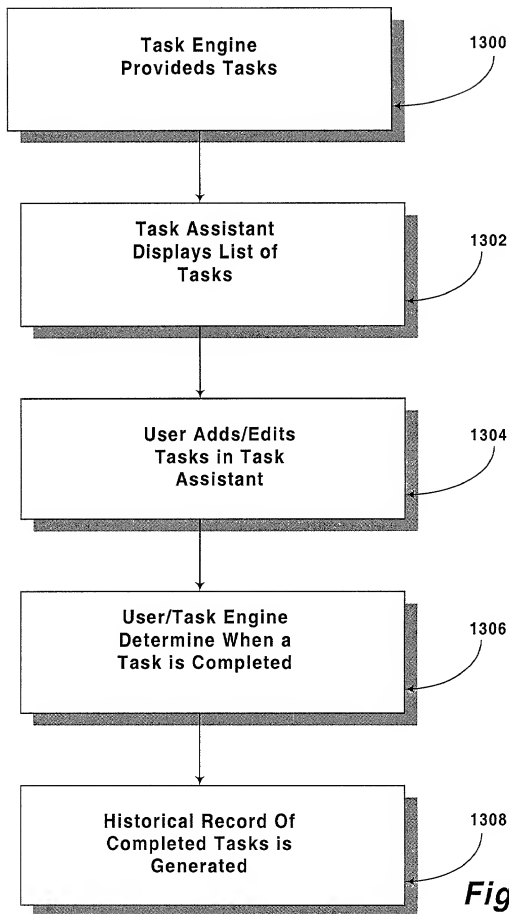 Task Engine
Provideds Tasks
1300
Task Assistant
Displays List of
Tasks
1302
User Adds/Edits
Tasks in Task
Assistant
1304
User/Task Engine
Determine When a
Task is Completed
1306
Historical Record Of
Completed Tasks is
Generated
1308
Fig